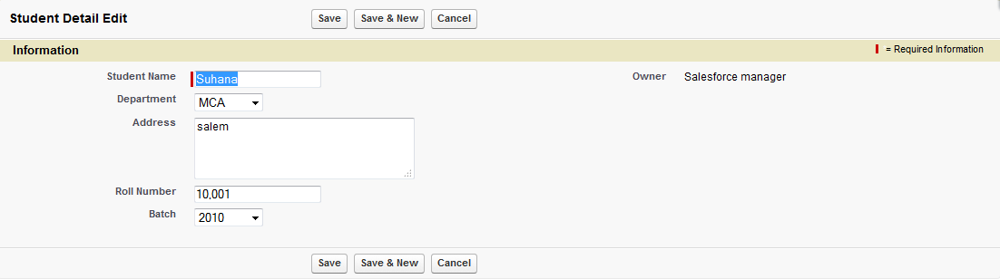 Student Detail Edit Save Save & New Cancel
Information = Required Information
Student Name Suhana Owner Salesforce manager
Department MCA
Address salem
Roll Number 10,001
Batch 2010
Save Save & New Cancel